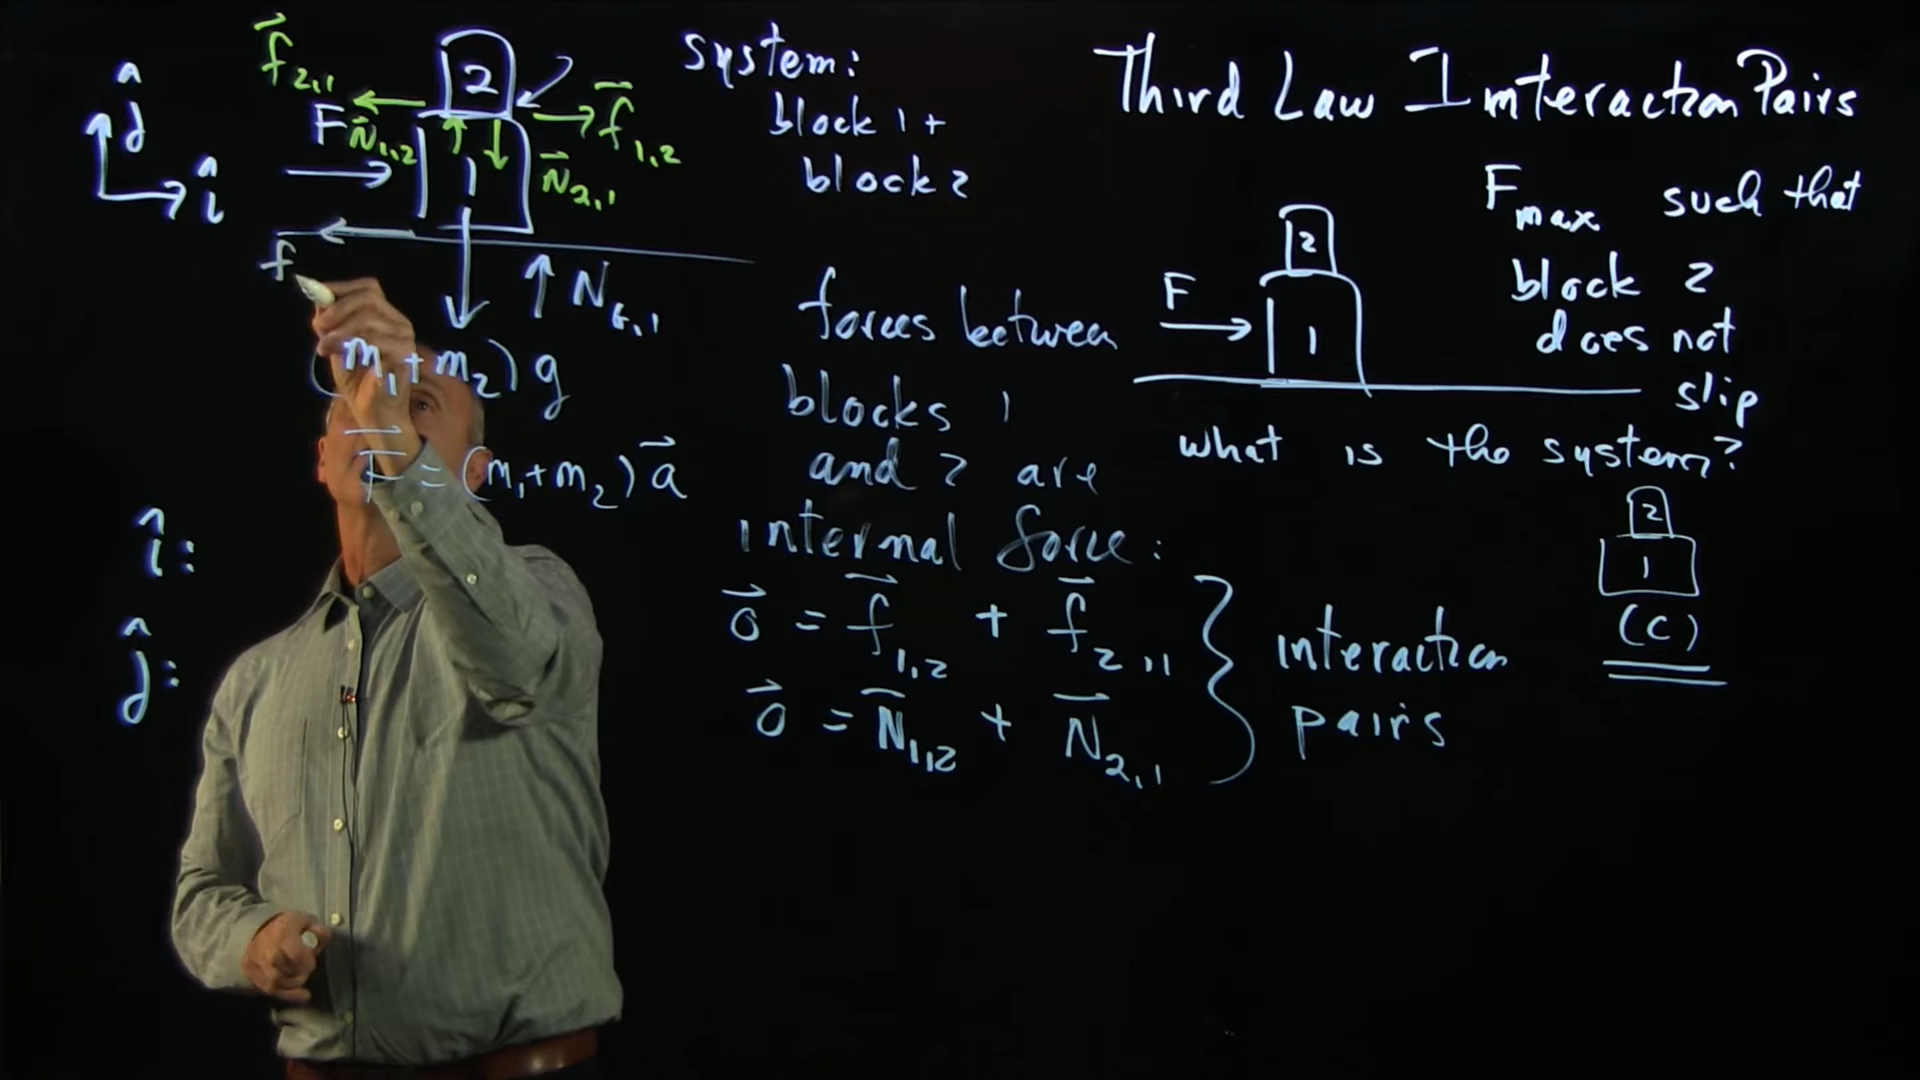 Third Law Interaction Pairs
ĵ
î
f⃗2,1
F
N⃗1,2
2
1
f⃗1,2
N⃗2,1
f
NG,1
(m1+m2)g
F⃗ = (m1+m2)a⃗
î:
ĵ:
system:
block 1+
block 2
forces between
blocks 1
and 2 are
internal force:
0⃗ = f⃗1,2 + f⃗2,1
0⃗ = N⃗1,2 + N⃗2,1
interaction
pairs
F
2
1
Fmax such that
block 2
does not
slip
what is the system?
2
1
(c)